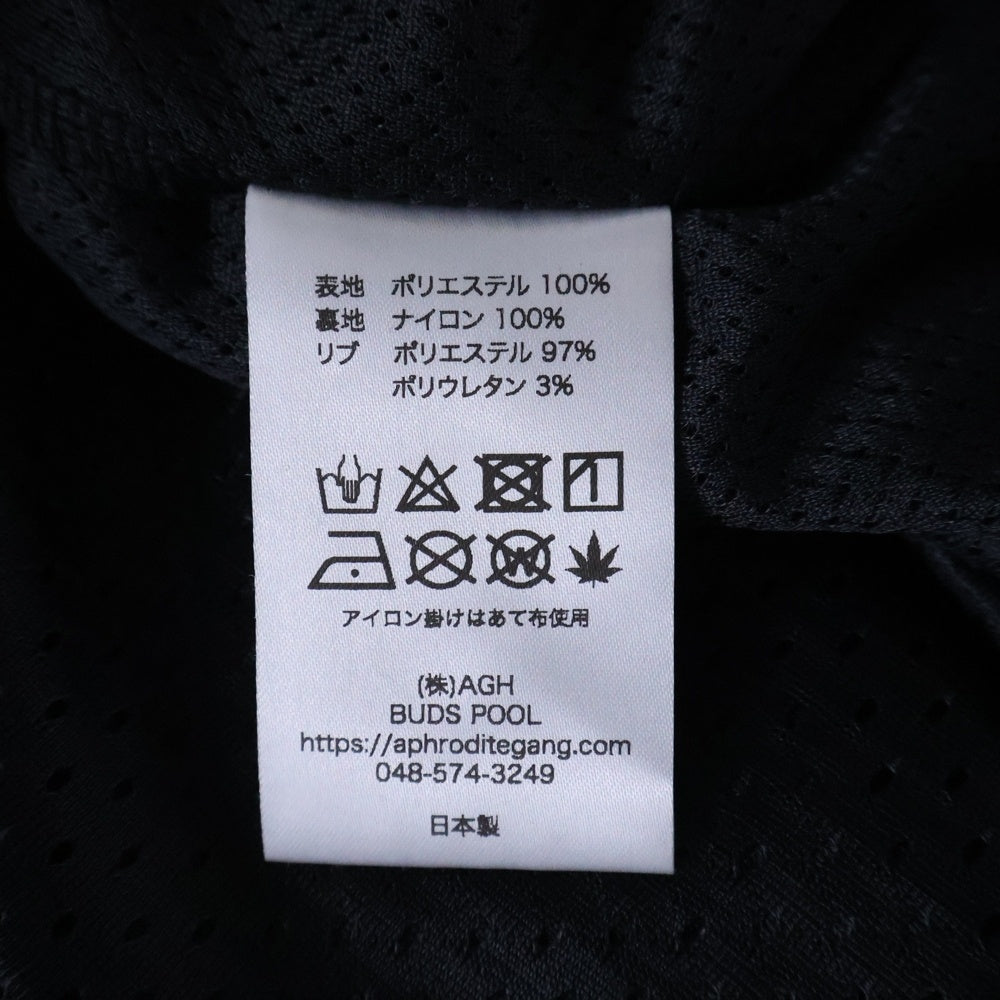 表地 ポリエステル 100%
裏地 ナイロン 100%
リブ ポリエステル 97%
ポリウレタン 3%
アイロン掛けはあて布使用
(株)AGH
BUDS POOL
https://aphroditegang.com
048-574-3249
日本製